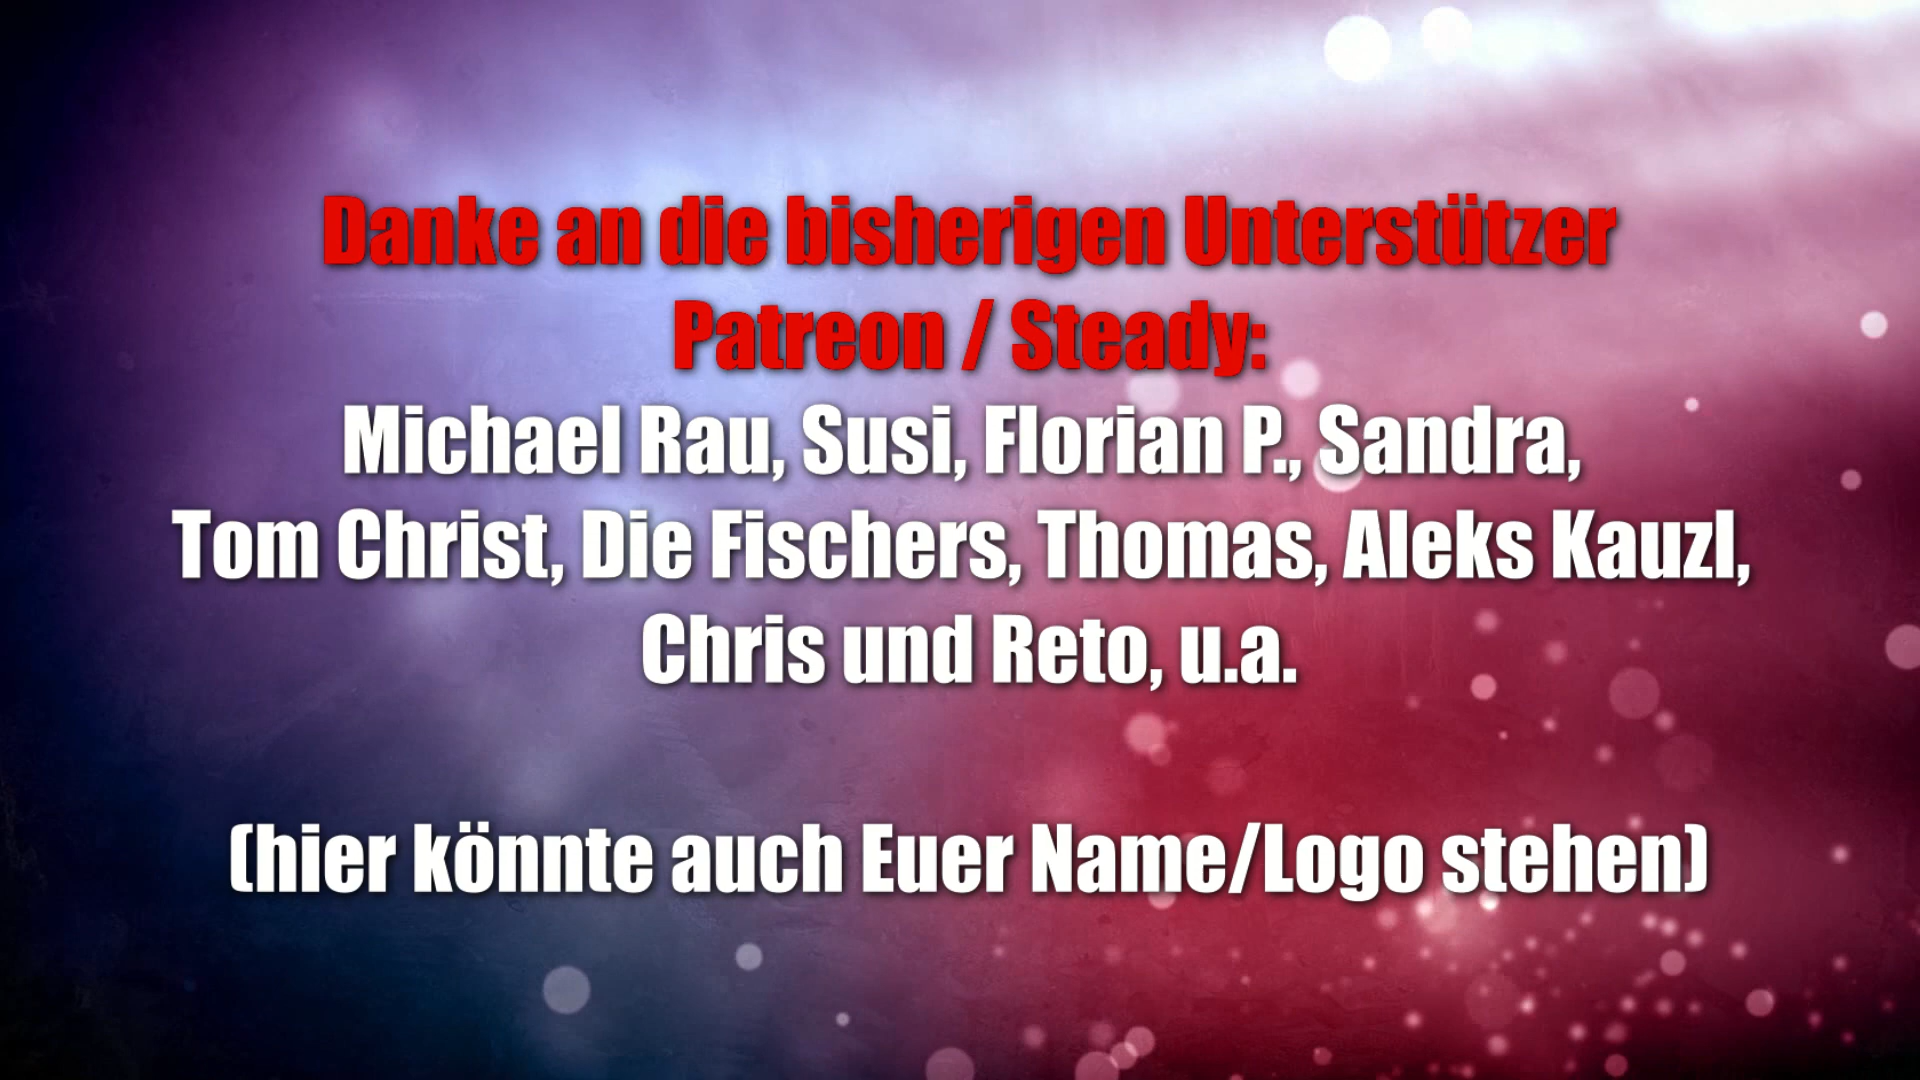 Danke an die bisherigen Unterstützer
Patreon / Steady:
Michael Rau, Susi, Florian P., Sandra,
Tom Christ, Die Fischers, Thomas, Aleks Kauzl,
Chris und Reto, u.a.
(hier könnte auch Euer Name/Logo stehen)